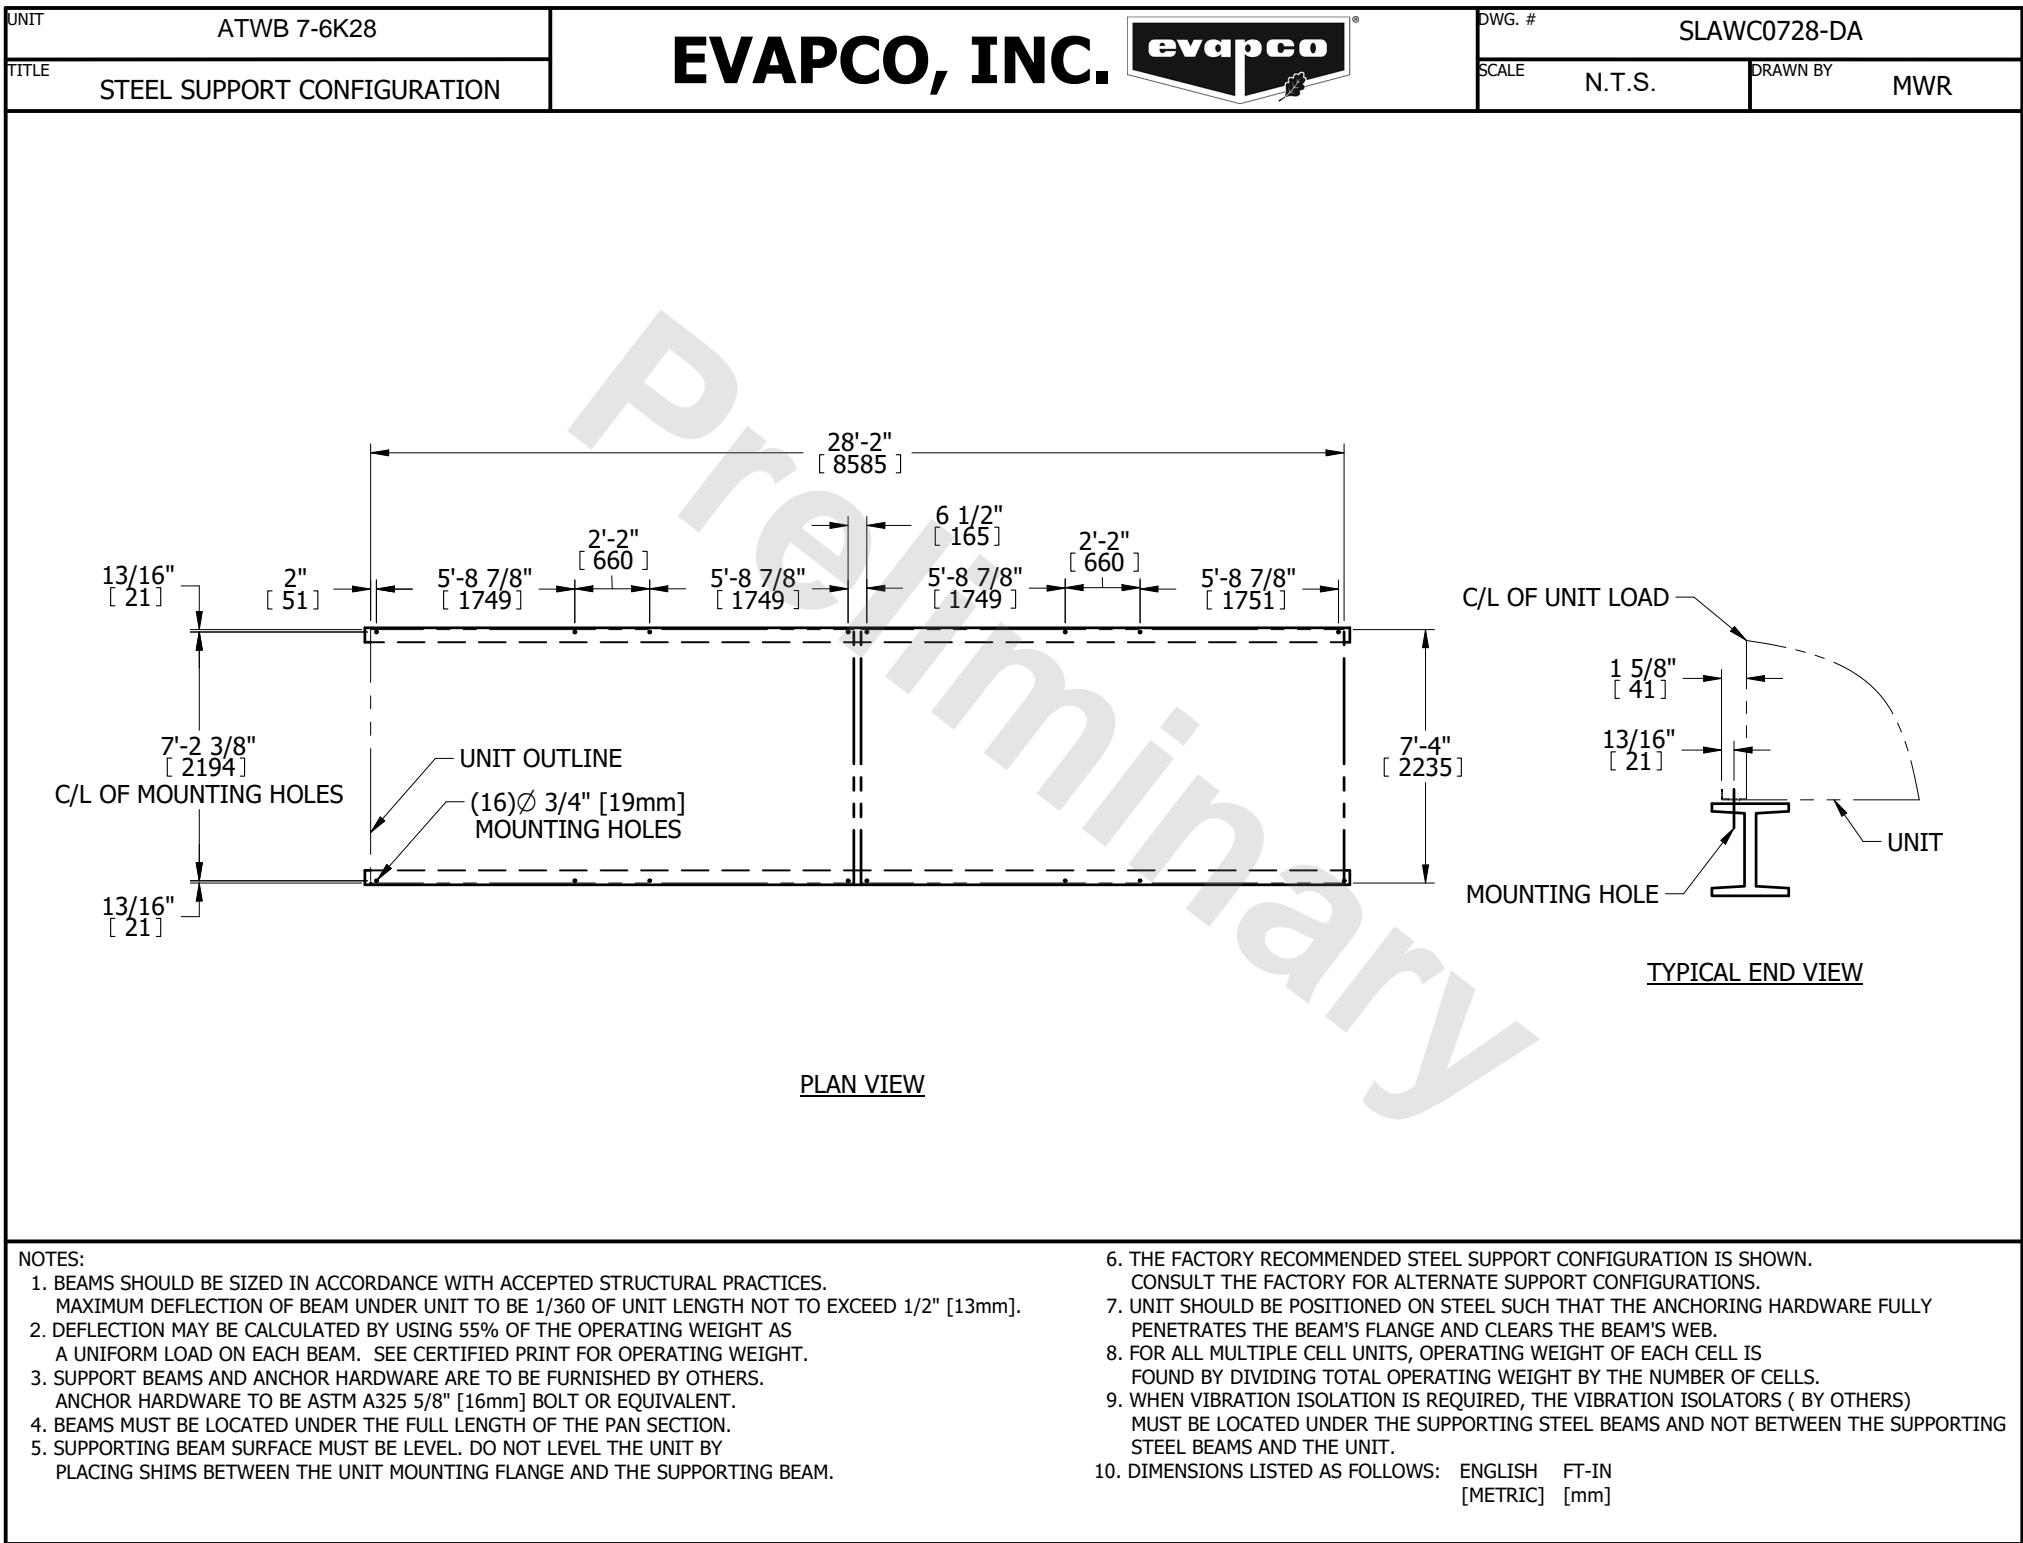 UNIT
ATWB 7-6K28
TITLE
STEEL SUPPORT CONFIGURATION
EVAPCO, INC.
evapco
®
DWG. #
SLAWC0728-DA
SCALE
N.T.S.
DRAWN BY
MWR
Preliminary
28'-2"
[ 8585 ]
6 1/2"
[ 165]
2'-2"
[ 660 ]
2'-2"
[ 660 ]
13/16"
[ 21]
2"
[ 51]
5'-8 7/8"
[ 1749]
5'-8 7/8"
[ 1749 ]
5'-8 7/8"
[ 1749 ]
5'-8 7/8"
[ 1751]
7'-2 3/8"
[ 2194]
C/L OF MOUNTING HOLES
UNIT OUTLINE
(16)Ø 3/4" [19mm]
MOUNTING HOLES
7'-4"
[ 2235]
13/16"
[ 21]
PLAN VIEW
C/L OF UNIT LOAD
1 5/8"
[ 41]
13/16"
[ 21]
UNIT
MOUNTING HOLE
TYPICAL END VIEW
NOTES:
1. BEAMS SHOULD BE SIZED IN ACCORDANCE WITH ACCEPTED STRUCTURAL PRACTICES.
MAXIMUM DEFLECTION OF BEAM UNDER UNIT TO BE 1/360 OF UNIT LENGTH NOT TO EXCEED 1/2" [13mm].
2. DEFLECTION MAY BE CALCULATED BY USING 55% OF THE OPERATING WEIGHT AS
A UNIFORM LOAD ON EACH BEAM. SEE CERTIFIED PRINT FOR OPERATING WEIGHT.
3. SUPPORT BEAMS AND ANCHOR HARDWARE ARE TO BE FURNISHED BY OTHERS.
ANCHOR HARDWARE TO BE ASTM A325 5/8" [16mm] BOLT OR EQUIVALENT.
4. BEAMS MUST BE LOCATED UNDER THE FULL LENGTH OF THE PAN SECTION.
5. SUPPORTING BEAM SURFACE MUST BE LEVEL. DO NOT LEVEL THE UNIT BY
PLACING SHIMS BETWEEN THE UNIT MOUNTING FLANGE AND THE SUPPORTING BEAM.
6. THE FACTORY RECOMMENDED STEEL SUPPORT CONFIGURATION IS SHOWN.
CONSULT THE FACTORY FOR ALTERNATE SUPPORT CONFIGURATIONS.
7. UNIT SHOULD BE POSITIONED ON STEEL SUCH THAT THE ANCHORING HARDWARE FULLY
PENETRATES THE BEAM'S FLANGE AND CLEARS THE BEAM'S WEB.
8. FOR ALL MULTIPLE CELL UNITS, OPERATING WEIGHT OF EACH CELL IS
FOUND BY DIVIDING TOTAL OPERATING WEIGHT BY THE NUMBER OF CELLS.
9. WHEN VIBRATION ISOLATION IS REQUIRED, THE VIBRATION ISOLATORS ( BY OTHERS)
MUST BE LOCATED UNDER THE SUPPORTING STEEL BEAMS AND NOT BETWEEN THE SUPPORTING
STEEL BEAMS AND THE UNIT.
10. DIMENSIONS LISTED AS FOLLOWS: ENGLISH FT-IN
[METRIC] [mm]